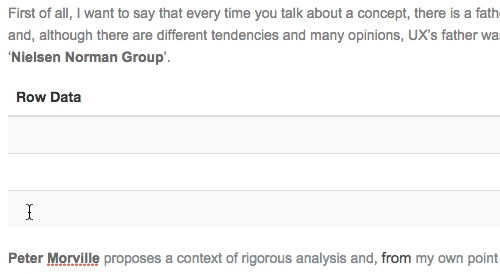 First of all, I want to say that every time you talk about a concept, there is a fath
and, although there are different tendencies and many opinions, UX's father wa
‘Nielsen Norman Group’.
Row Data
Peter Morville proposes a context of rigorous analysis and, from my own point